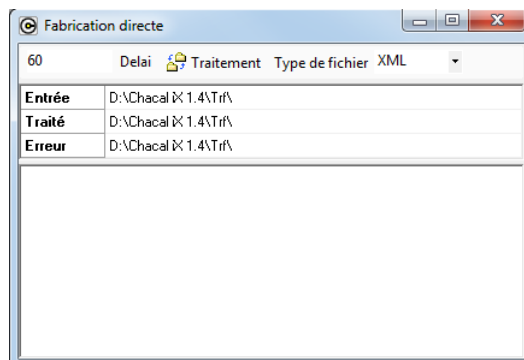 Fabrication directe
60 Delai Traitement Type de fichier XML
Entrée D:\Chacal iX 1.4\Trf\
Traité D:\Chacal iX 1.4\Trf\
Erreur D:\Chacal iX 1.4\Trf\